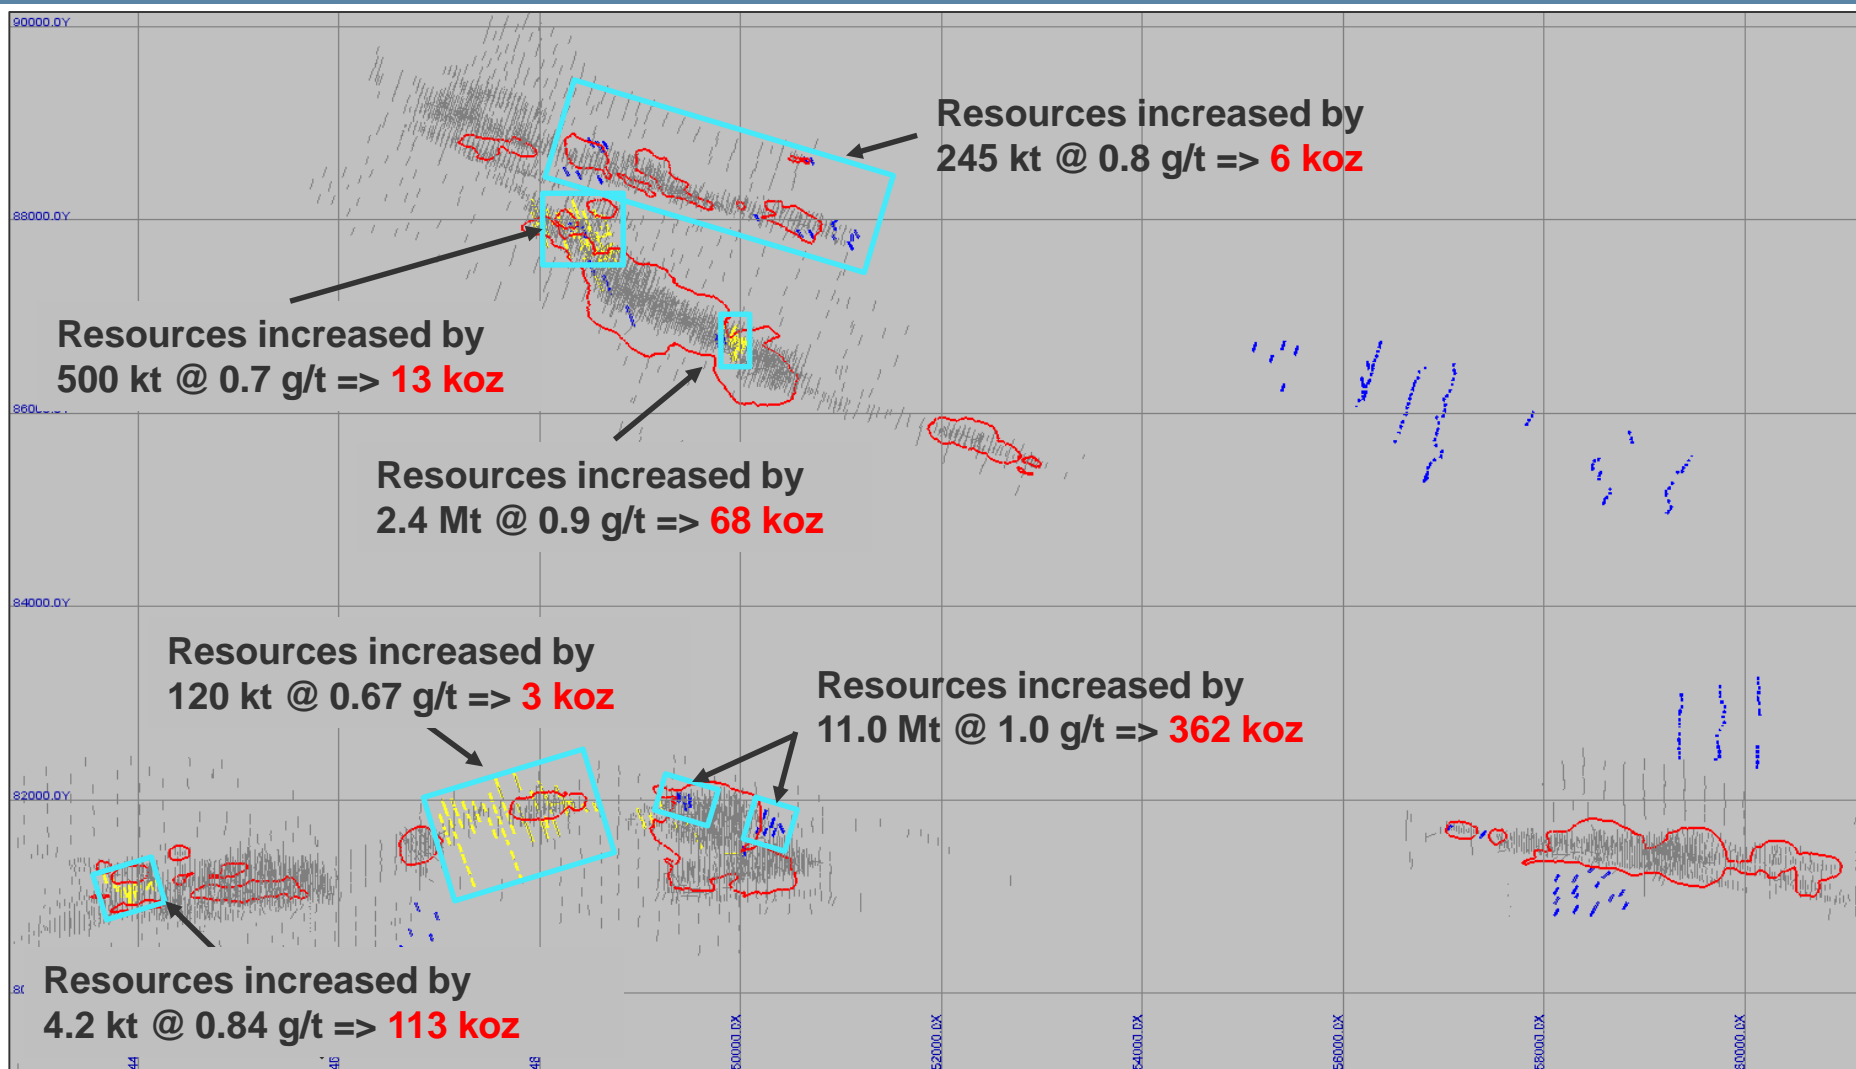 90000.0Y
Resources increased by
245 kt @ 0.8 g/t => 6 koz
88000.0Y
Resources increased by
500 kt @ 0.7 g/t => 13 koz
Resources increased by
2.4 Mt @ 0.9 g/t => 68 koz
84000.0Y
Resources increased by
120 kt @ 0.67 g/t => 3 koz
Resources increased by
11.0 Mt @ 1.0 g/t => 362 koz
82000.0Y
Resources increased by
4.2 kt @ 0.84 g/t => 113 koz
50000.0X
52000.0X
54000.0X
56000.0X
58000.0X
60000.0X